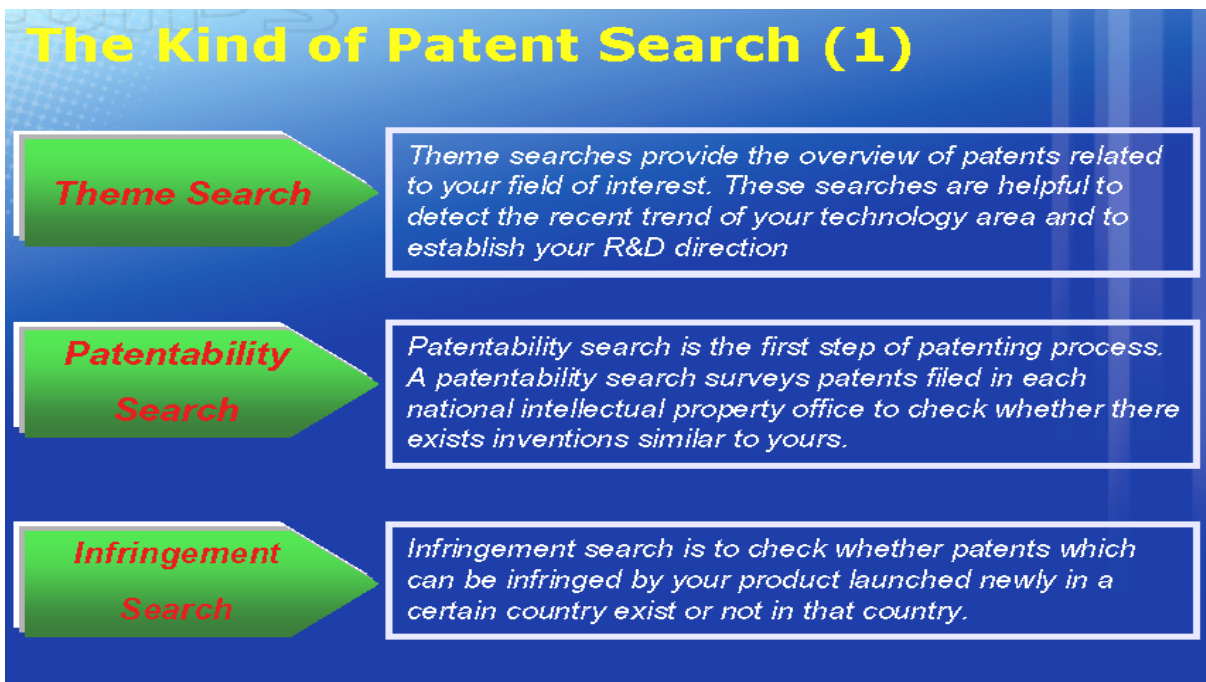 The Kind of Patent Search (1)
Theme Search
Theme searches provide the overview of patents related
to your field of interest. These searches are helpful to
detect the recent trend of your technology area and to
establish your R&D direction
Patentability
Search
Patentability search is the first step of patenting process.
A patentability search surveys patents filed in each
national intellectual property office to check whether there
exists inventions similar to yours.
Infringement
Search
Infringement search is to check whether patents which
can be infringed by your product launched newly in a
certain country exist or not in that country.